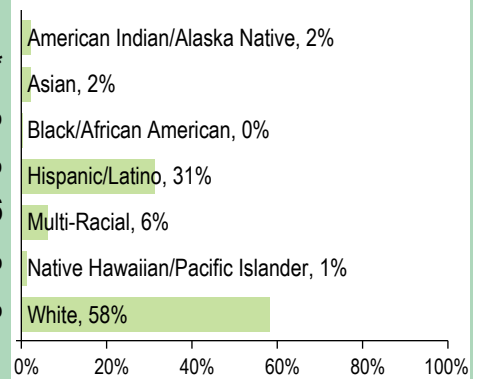 American Indian/Alaska Native, 2%
Asian, 2%
Black/African American, 0%
Hispanic/Latino, 31%
Multi-Racial, 6%
Native Hawaiian/Pacific Islander, 1%
White, 58%
0% 20% 40% 60% 80% 100%